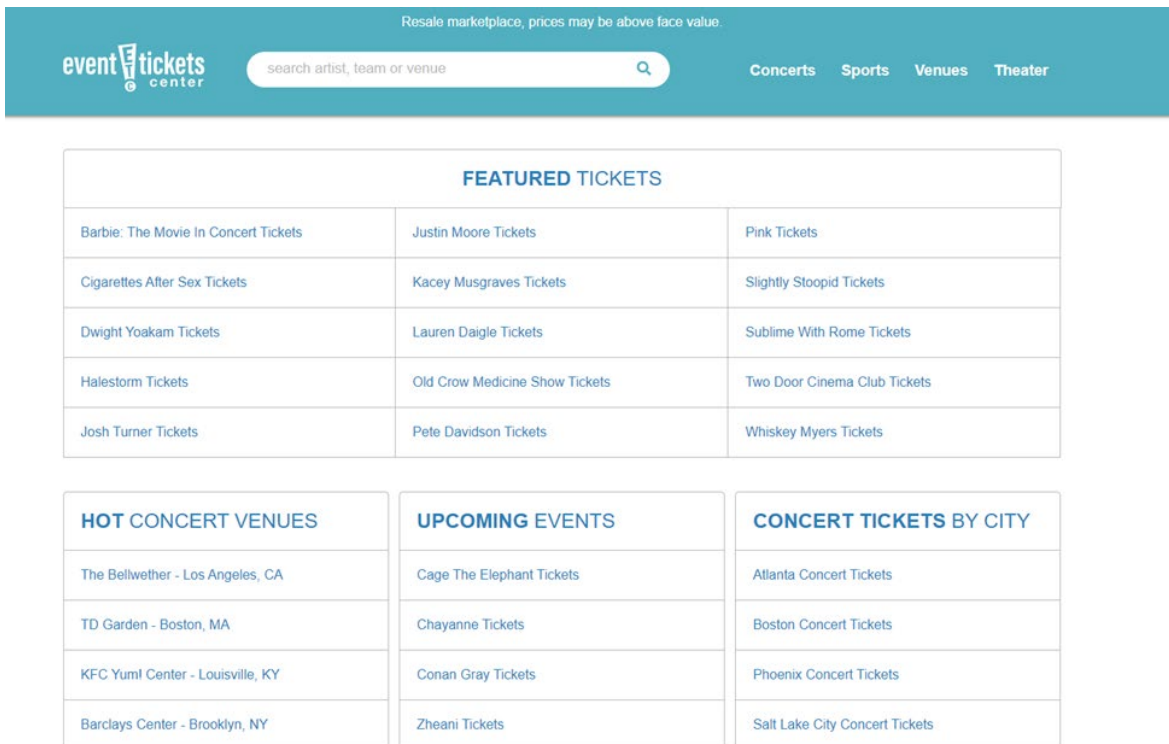 Resale marketplace, prices may be above face value.
event ETC tickets
center
search artist, team or venue
Concerts Sports Venues Theater
FEATURED TICKETS
Barbie: The Movie In Concert Tickets Justin Moore Tickets Pink Tickets
Cigarettes After Sex Tickets Kacey Musgraves Tickets Slightly Stoopid Tickets
Dwight Yoakam Tickets Lauren Daigle Tickets Sublime With Rome Tickets
Halestorm Tickets Old Crow Medicine Show Tickets Two Door Cinema Club Tickets
Josh Turner Tickets Pete Davidson Tickets Whiskey Myers Tickets
HOT CONCERT VENUES
The Bellwether - Los Angeles, CA
TD Garden - Boston, MA
KFC Yum! Center - Louisville, KY
Barclays Center - Brooklyn, NY
UPCOMING EVENTS
Cage The Elephant Tickets
Chayanne Tickets
Conan Gray Tickets
Zheani Tickets
CONCERT TICKETS BY CITY
Atlanta Concert Tickets
Boston Concert Tickets
Phoenix Concert Tickets
Salt Lake City Concert Tickets